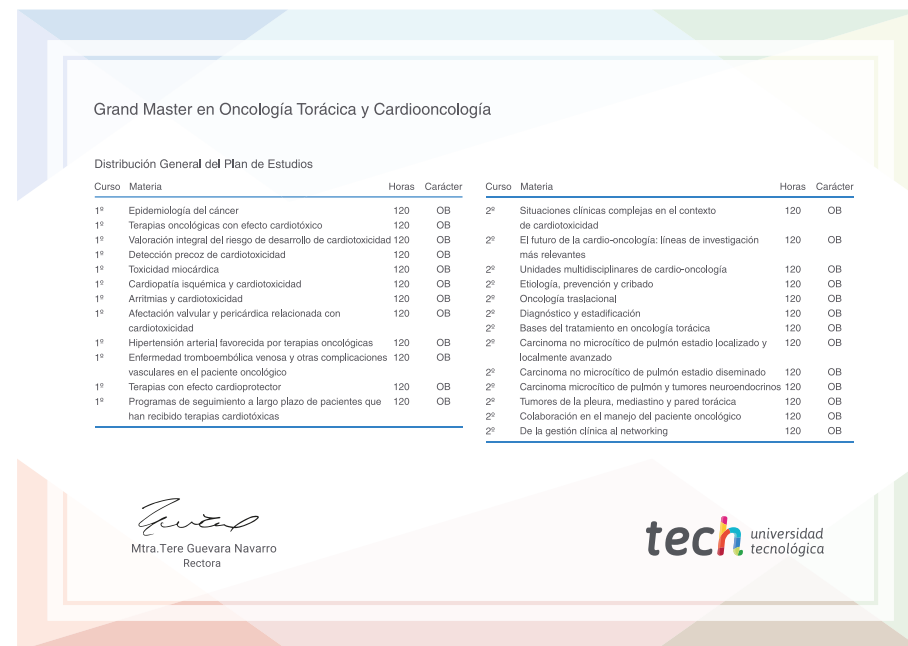 Grand Master en Oncología Torácica y Cardiooncología
Distribución General del Plan de Estudios
Curso Materia Horas Carácter
1º Epidemiología del cáncer 120 OB
1º Terapias oncológicas con efecto cardiotóxico 120 OB
1º Valoración integral del riesgo de desarrollo de cardiotoxicidad 120 OB
1º Detección precoz de cardiotoxicidad 120 OB
1º Toxicidad miocárdica 120 OB
1º Cardiopatía isquémica y cardiotoxicidad 120 OB
1º Arritmias y cardiotoxicidad 120 OB
1º Afectación valvular y pericárdica relacionada con 120 OB
cardiotoxicidad
1º Hipertensión arterial favorecida por terapias oncológicas 120 OB
1º Enfermedad tromboembólica venosa y otras complicaciones 120 OB
vasculares en el paciente oncológico
1º Terapias con efecto cardioprotector 120 OB
1º Programas de seguimiento a largo plazo de pacientes que 120 OB
han recibido terapias cardiotóxicas
Curso Materia Horas Carácter
2º Situaciones clínicas complejas en el contexto 120 OB
de cardiotoxicidad
2º El futuro de la cardio-oncología: líneas de investigación 120 OB
más relevantes
2º Unidades multidisciplinares de cardio-oncología 120 OB
2º Etiología, prevención y cribado 120 OB
2º Oncología traslacional 120 OB
2º Diagnóstico y estadificación 120 OB
2º Bases del tratamiento en oncología torácica 120 OB
2º Carcinoma no microcítico de pulmón estadio localizado y 120 OB
localmente avanzado
2º Carcinoma no microcítico de pulmón estadio diseminado 120 OB
2º Carcinoma microcítico de pulmón y tumores neuroendocrinos 120 OB
2º Tumores de la pleura, mediastino y pared torácica 120 OB
2º Colaboración en el manejo del paciente oncológico 120 OB
2º De la gestión clínica al networking 120 OB
Mtra.Tere Guevara Navarro
Rectora
tech universidad
tecnológica